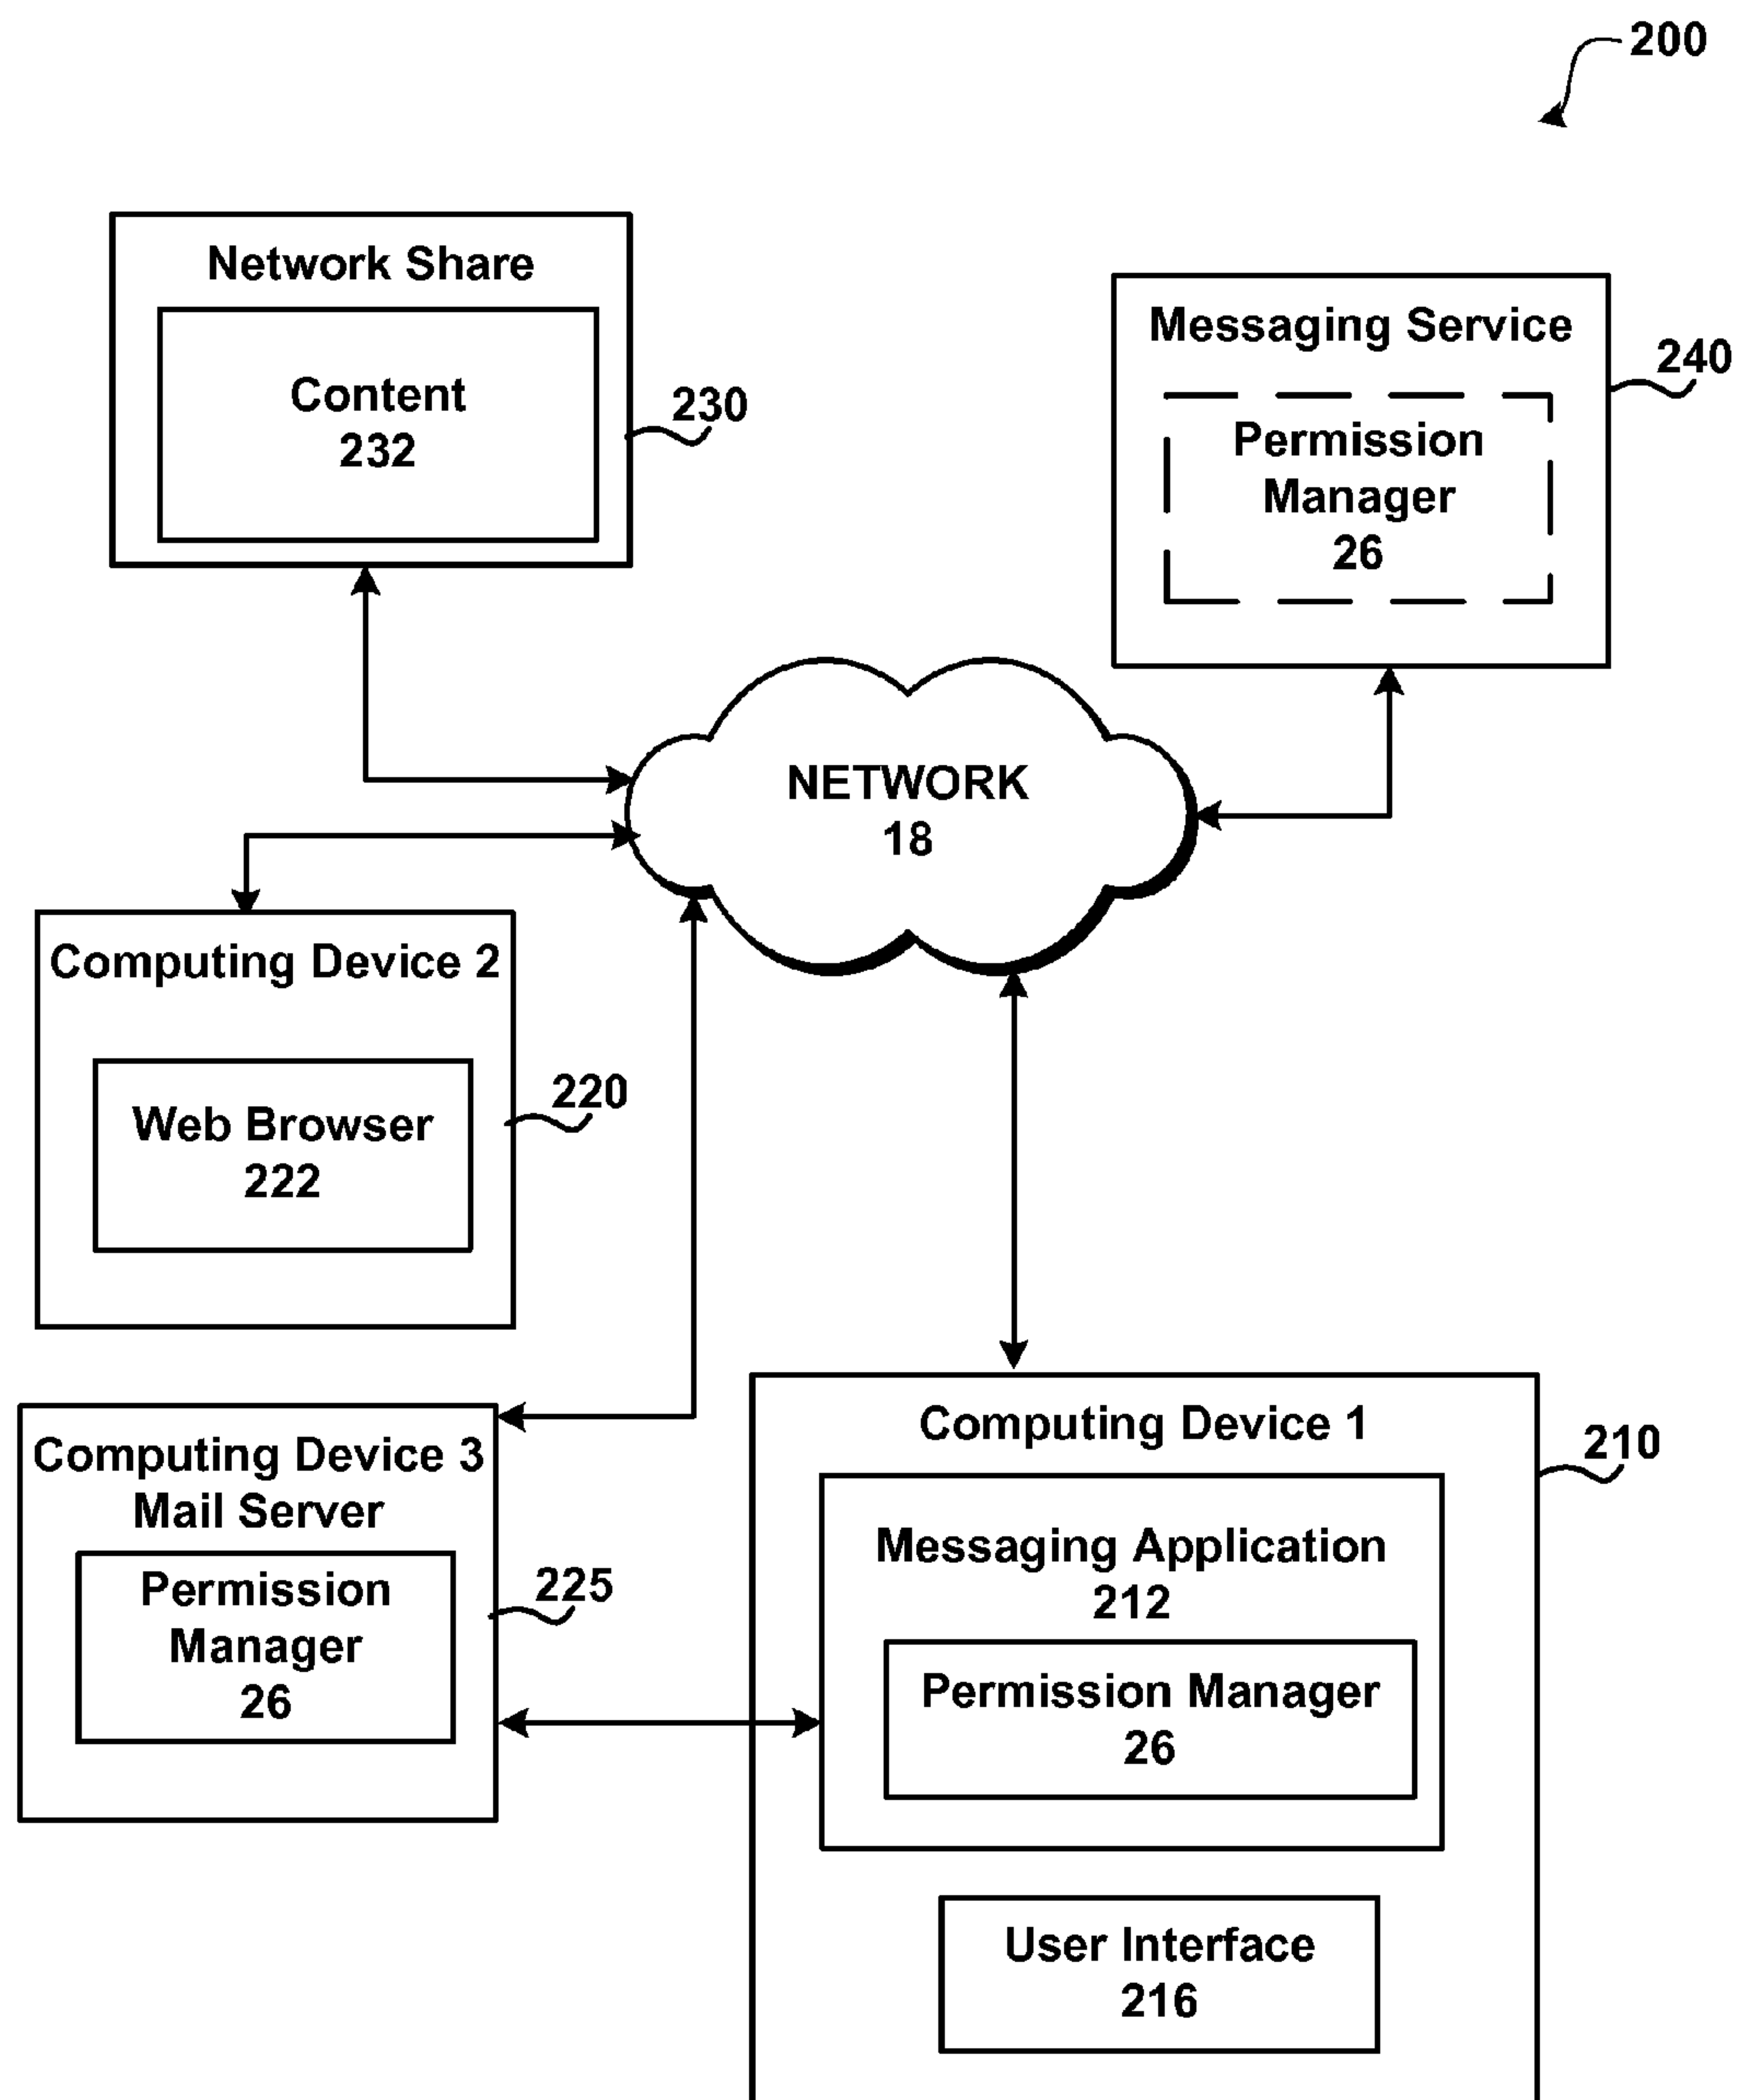 200
Network Share
Content
232
230
Messaging Service
240
Permission
Manager
26
NETWORK
18
Computing Device 2
Web Browser
222
220
Computing Device 3
Mail Server
Permission
Manager
26
225
Computing Device 1
210
Messaging Application
212
Permission Manager
26
User Interface
216